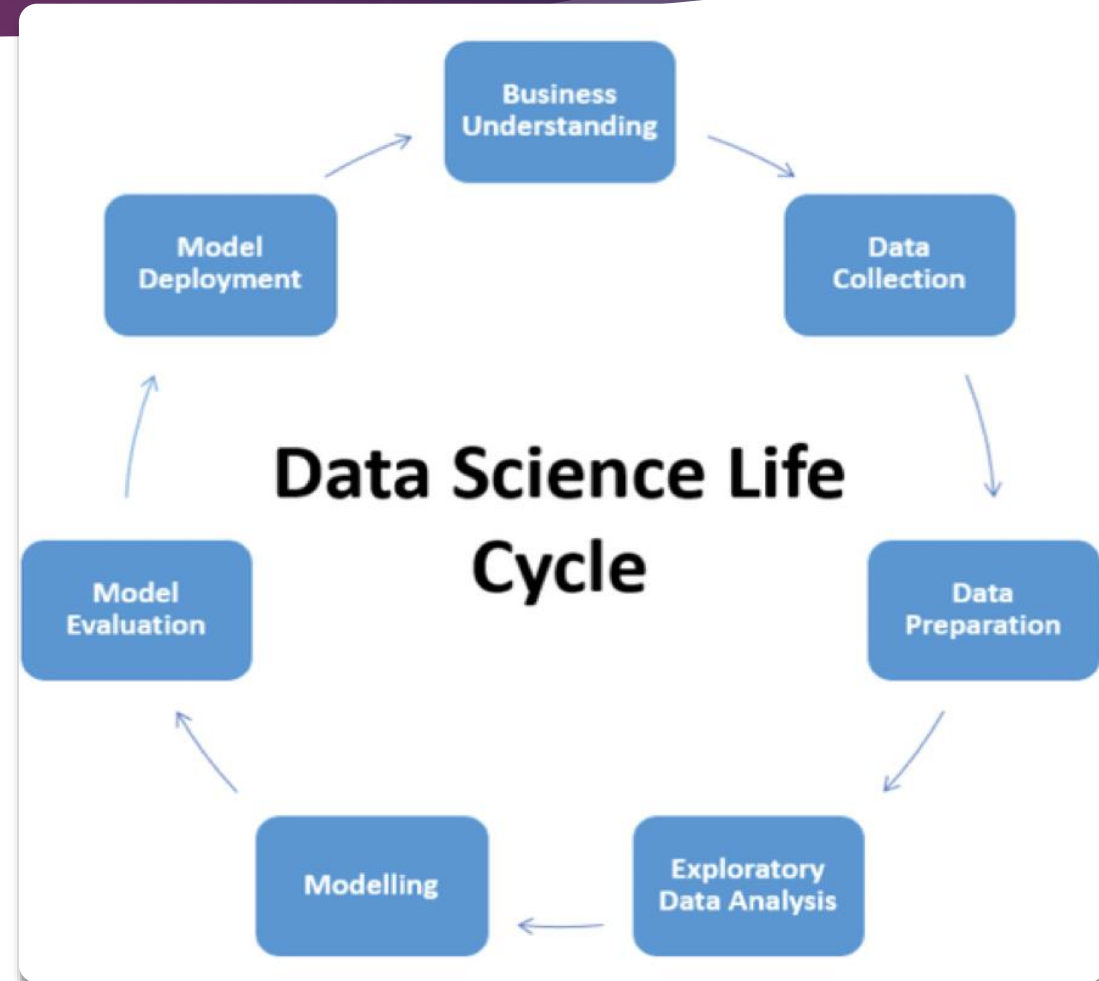 Business
Understanding
Data
Collection
Data
Preparation
Exploratory
Data Analysis
Modelling
Model
Evaluation
Model
Deployment
Data Science Life
Cycle